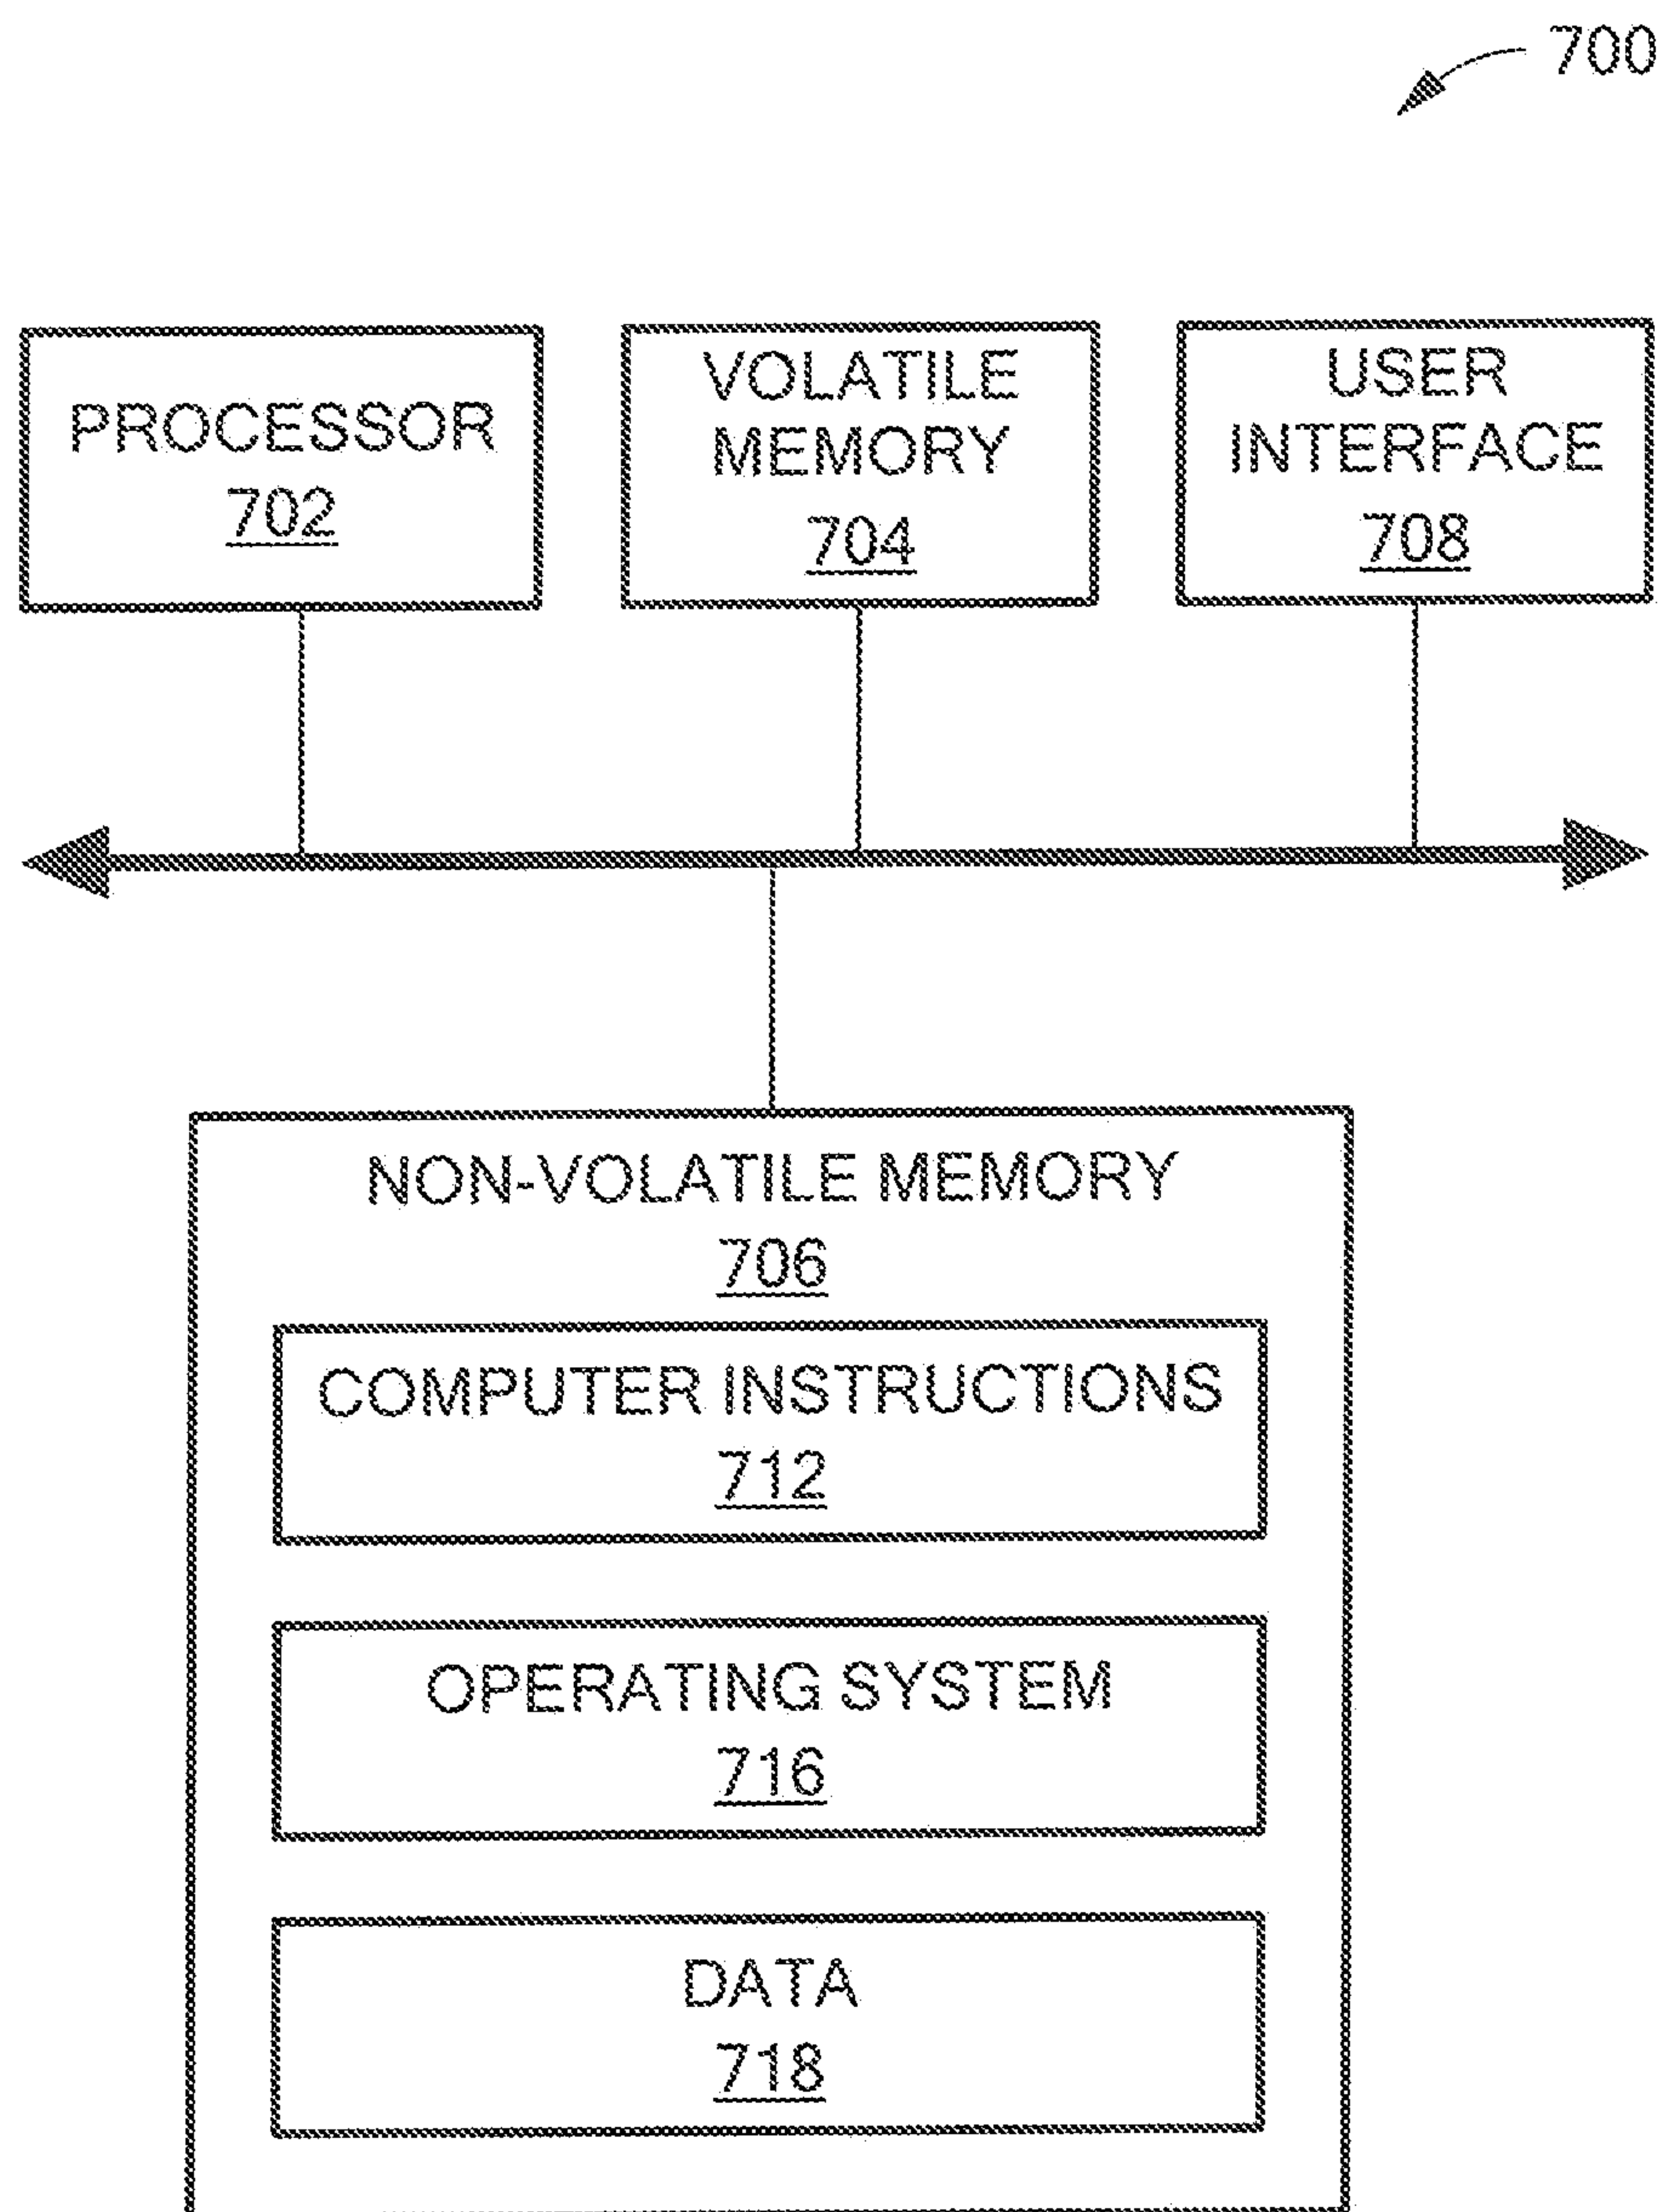 700
PROCESSOR
702
VOLATILE
MEMORY
704
USER
INTERFACE
708
NON-VOLATILE MEMORY
706
COMPUTER INSTRUCTIONS
712
OPERATING SYSTEM
716
DATA
718